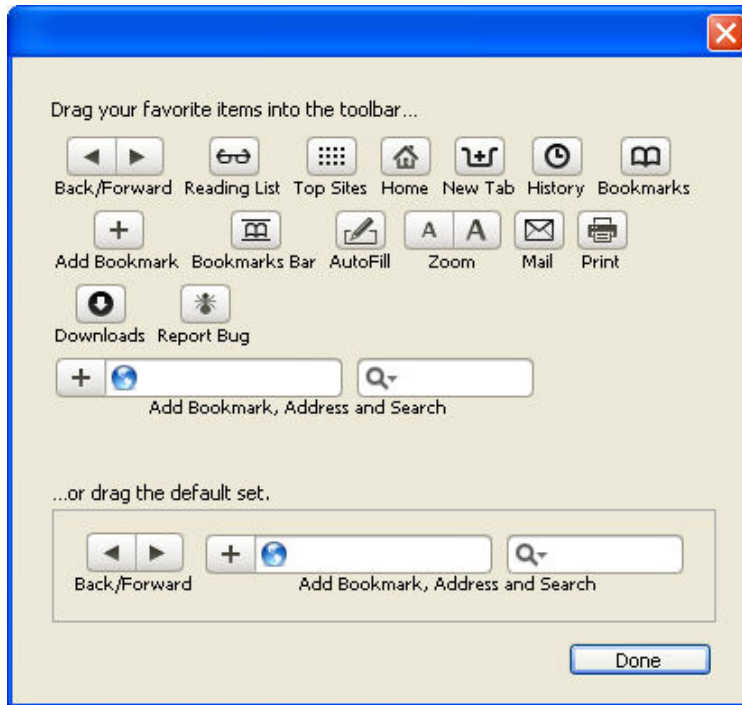 Drag your favorite items into the toolbar...
Back/Forward Reading List Top Sites Home New Tab History Bookmarks
A A
Add Bookmark Bookmarks Bar AutoFill Zoom Mail Print
Downloads Report Bug
Add Bookmark, Address and Search
...or drag the default set.
Back/Forward Add Bookmark, Address and Search
Done